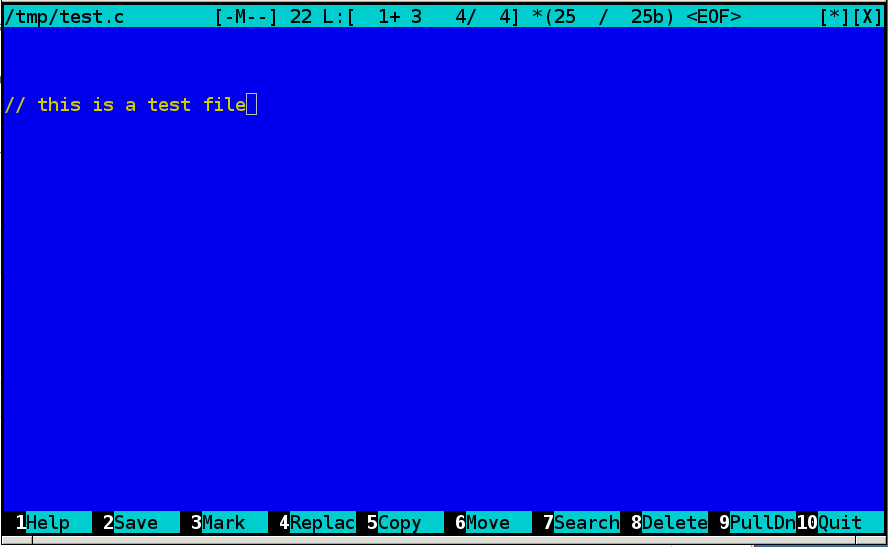 /tmp/test.c [-M--] 22 L:[ 1+ 3 4/ 4] *(25 / 25b) <EOF> [*][X]
// this is a test file
1Help 2Save 3Mark 4Replac 5Copy 6Move 7Search 8Delete 9PullDn 10Quit